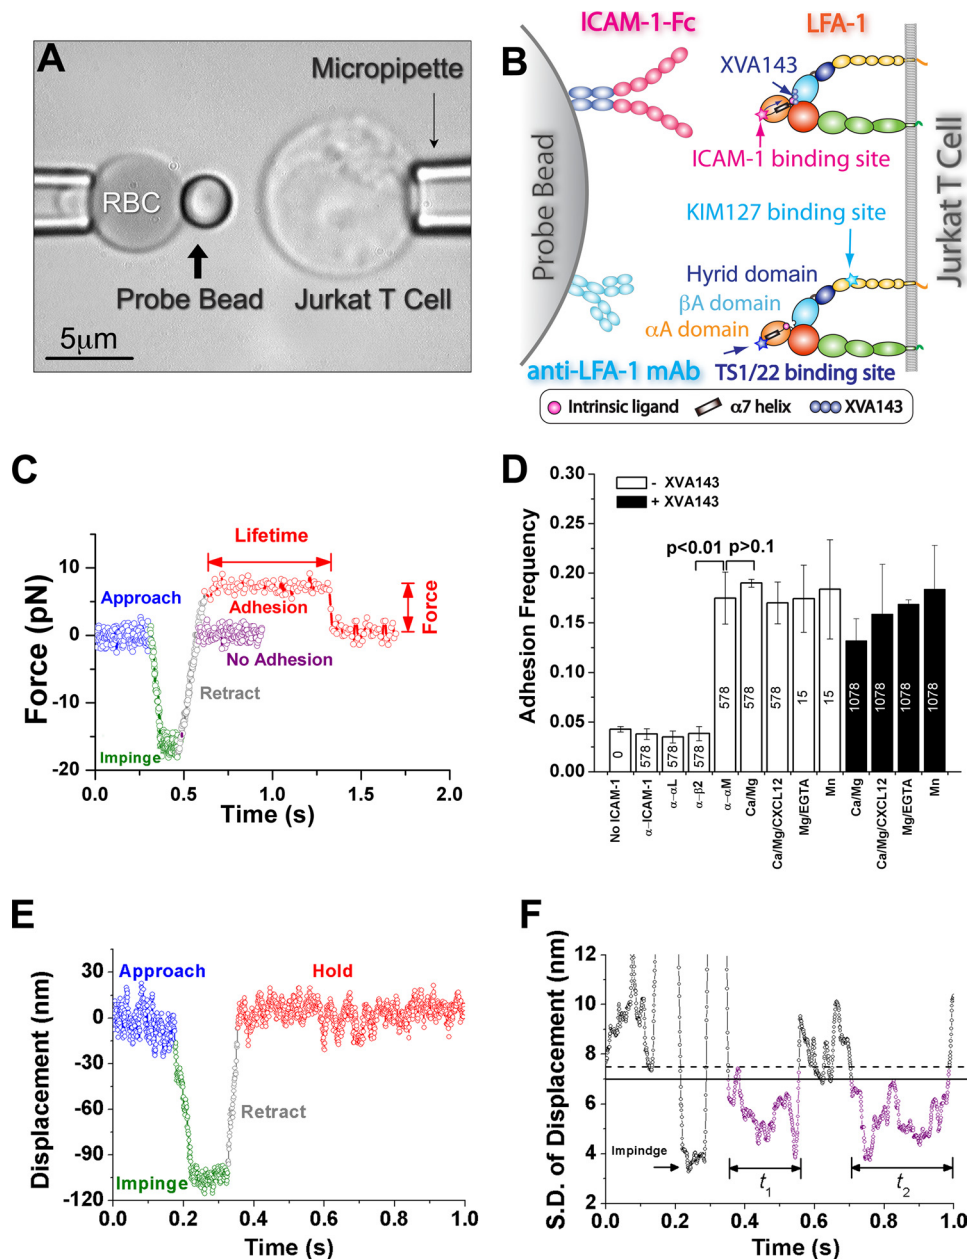 A
Micropipette
RBC
Probe Bead
Jurkat T Cell
5μm
B
ICAM-1-Fc
LFA-1
XVA143
ICAM-1 binding site
KIM127 binding site
Hyrid domain
βA domain
αA domain
anti-LFA-1 mAb
TS1/22 binding site
Probe Bead
Jurkat T Cell
Intrinsic ligand
α7 helix
XVA143
C
Force (pN)
10
0
-10
-20
Approach
Lifetime
Adhesion
Force
No Adhesion
Retract
Impinge
0.0 0.5 1.0 1.5 2.0
Time (s)
D
Adhesion Frequency
0.30
0.25
0.20
0.15
0.10
0.05
0.00
- XVA143
+ XVA143
p<0.01 p>0.1
0 578 578 578 578 578 578 15 15 1078 1078 1078 1078
No ICAM-1
α-ICAM-1
α-αL
α-β2
α-αM
Ca/Mg
Ca/Mg/CXCL12
Mg/EGTA
Mn
Ca/Mg
Ca/Mg/CXCL12
Mg/EGTA
Mn
E
Displacement (nm)
30
0
-30
-60
-90
-120
Approach
Hold
Retract
Impinge
0.0 0.2 0.4 0.6 0.8 1.0
Time (s)
F
S.D. of Displacement (nm)
12
10
8
6
4
2
Impindge
t1
t2
0.0 0.2 0.4 0.6 0.8 1.0
Time (s)